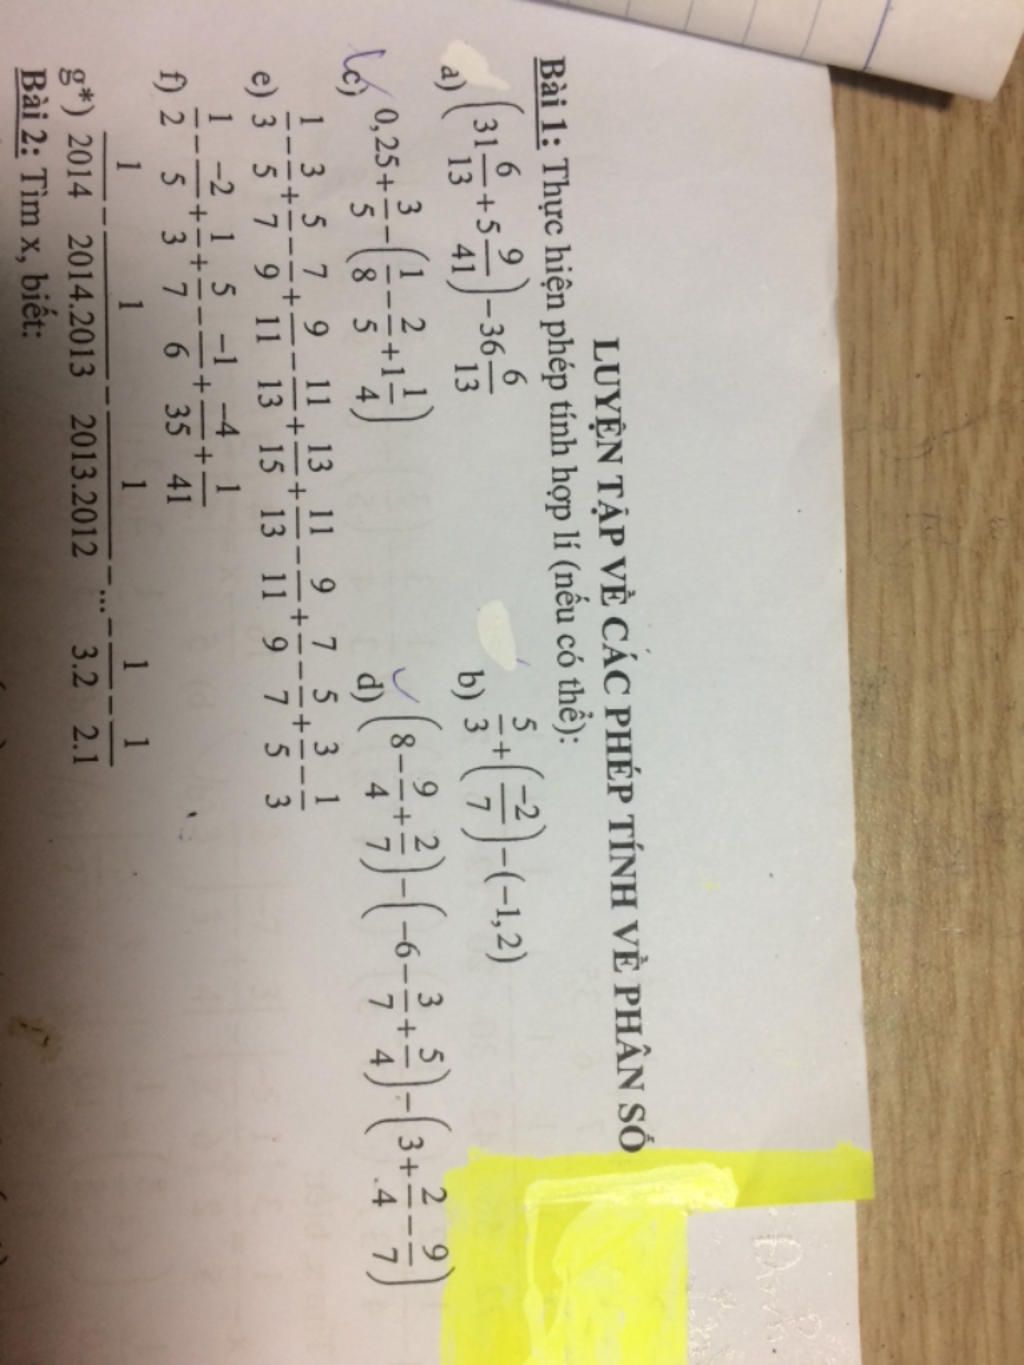 LUYỆN TẬP VỀ CÁC PHÉP TÍNH VỀ PHÂN SỐ
Bài 1: Thực hiện phép tính hợp lí (nếu có thể):
a) (31 6/13 + 5 9/41) − 36 6/13 b) 5/3 + (−2/7) − (−1,2)
c) 0,25 + 3/5 − (1/8 − 2/5 + 1 1/4) d) (8 − 9/4 + 2/7) − (−6 − 3/7 + 5/4) − (3 + 2/4 − 9/7)
e) 1/3 − 3/5 + 5/7 − 7/9 + 9/11 − 11/13 + 13/15 + 11/13 − 9/11 + 7/9 − 5/7 + 3/5 − 1/3
f) 1/2 − −2/5 + 1/3 + 5/7 − −1/6 + −4/35 + 1/41
g*) 1/2014 − 1/2014.2013 − 1/2013.2012 − ... − 1/3.2 − 1/2.1
Bài 2: Tìm x, biết: